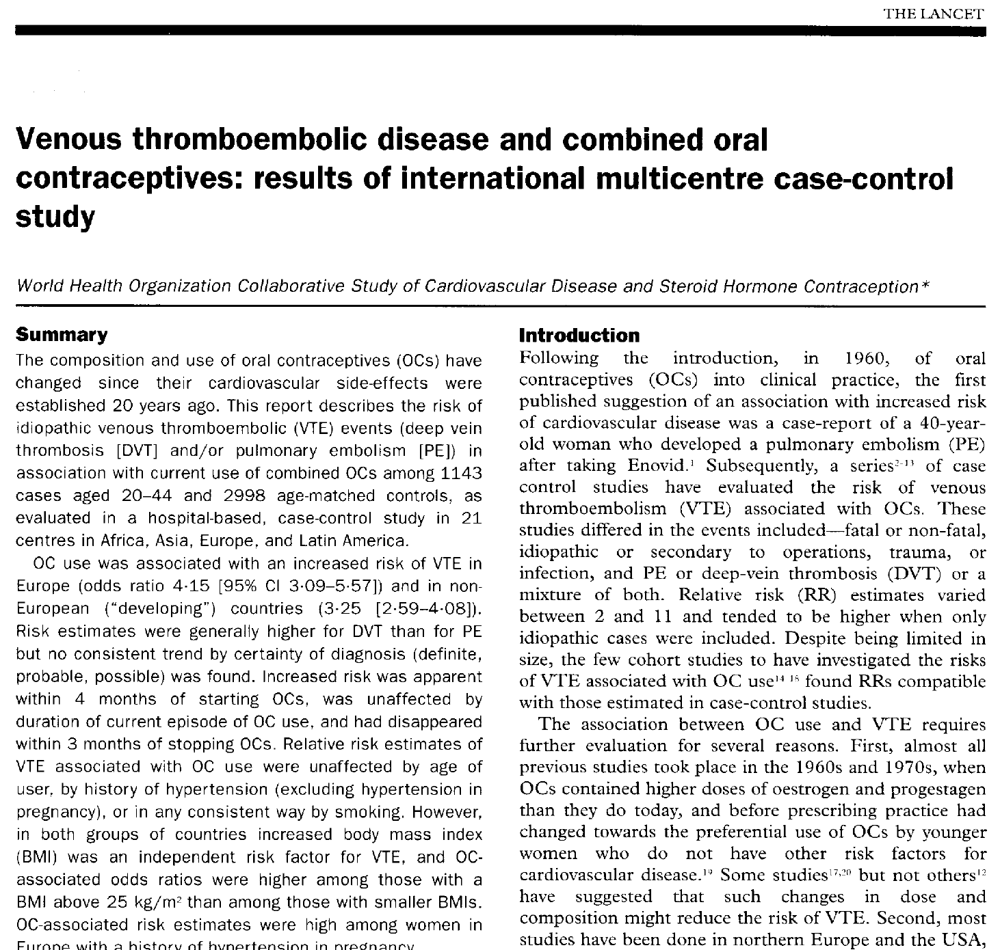 THE LANCET
Venous thromboembolic disease and combined oral
contraceptives: results of international multicentre case-control
study
World Health Organization Collaborative Study of Cardiovascular Disease and Steroid Hormone Contraception*
Summary
The composition and use of oral contraceptives (OCs) have
changed since their cardiovascular side-effects were
established 20 years ago. This report describes the risk of
idiopathic venous thromboembolic (VTE) events (deep vein
thrombosis [DVT] and/or pulmonary embolism [PE]) in
association with current use of combined OCs among 1143
cases aged 20–44 and 2998 age-matched controls, as
evaluated in a hospital-based, case-control study in 21
centres in Africa, Asia, Europe, and Latin America.
OC use was associated with an increased risk of VTE in
Europe (odds ratio 4·15 [95% CI 3·09–5·57]) and in non-
European (“developing”) countries (3·25 [2·59–4·08]).
Risk estimates were generally higher for DVT than for PE
but no consistent trend by certainty of diagnosis (definite,
probable, possible) was found. Increased risk was apparent
within 4 months of starting OCs, was unaffected by
duration of current episode of OC use, and had disappeared
within 3 months of stopping OCs. Relative risk estimates of
VTE associated with OC use were unaffected by age of
user, by history of hypertension (excluding hypertension in
pregnancy), or in any consistent way by smoking. However,
in both groups of countries increased body mass index
(BMI) was an independent risk factor for VTE, and OC-
associated odds ratios were higher among those with a
BMI above 25 kg/m² than among those with smaller BMIs.
OC-associated risk estimates were high among women in
Europe with a history of hypertension in pregnancy.
Introduction
Following the introduction, in 1960, of oral
contraceptives (OCs) into clinical practice, the first
published suggestion of an association with increased risk
of cardiovascular disease was a case-report of a 40-year-
old woman who developed a pulmonary embolism (PE)
after taking Enovid.¹ Subsequently, a series²⁻¹³ of case
control studies have evaluated the risk of venous
thromboembolism (VTE) associated with OCs. These
studies differed in the events included—fatal or non-fatal,
idiopathic or secondary to operations, trauma, or
infection, and PE or deep-vein thrombosis (DVT) or a
mixture of both. Relative risk (RR) estimates varied
between 2 and 11 and tended to be higher when only
idiopathic cases were included. Despite being limited in
size, the few cohort studies to have investigated the risks
of VTE associated with OC use¹⁴ ¹⁸ found RRs compatible
with those estimated in case-control studies.
The association between OC use and VTE requires
further evaluation for several reasons. First, almost all
previous studies took place in the 1960s and 1970s, when
OCs contained higher doses of oestrogen and progestagen
than they do today, and before prescribing practice had
changed towards the preferential use of OCs by younger
women who do not have other risk factors for
cardiovascular disease.¹⁹ Some studies¹⁷,²⁰ but not others¹²
have suggested that such changes in dose and
composition might reduce the risk of VTE. Second, most
studies have been done in northern Europe and the USA,